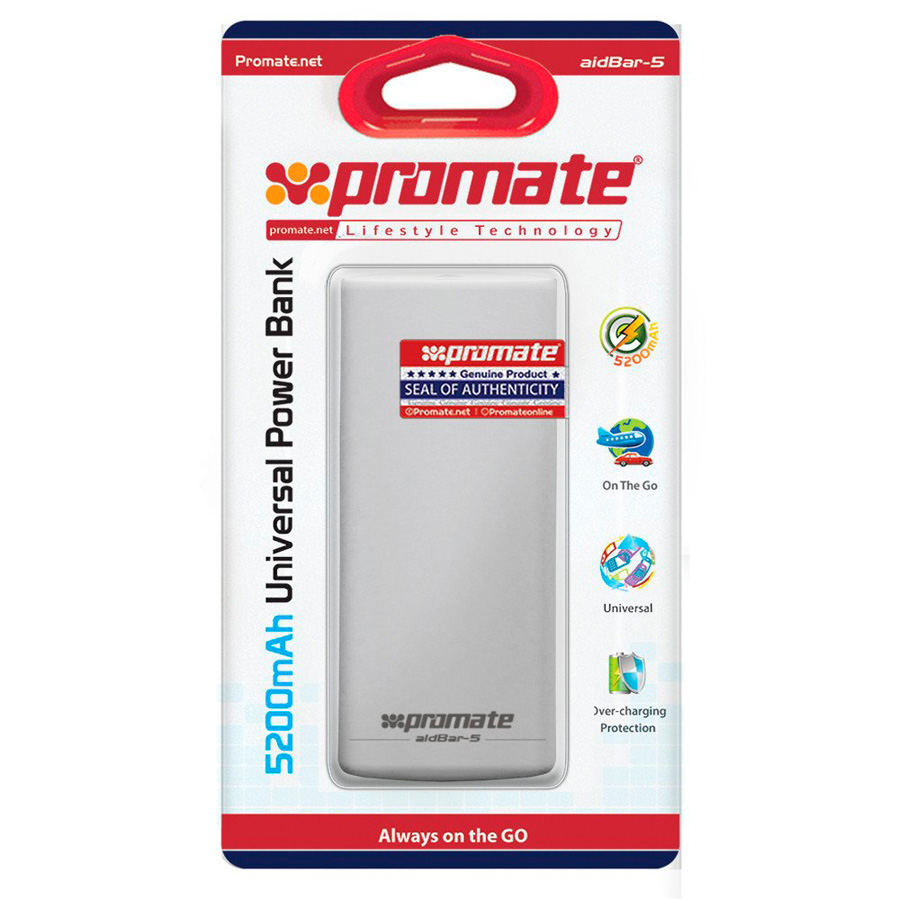 Promate.net
aidBar-5
promate®
promate.net Lifestyle Technology
5200mAh Universal Power Bank
promate
★★★★★ Genuine Product ★
SEAL OF AUTHENTICITY
Promate.net | Promateonline
5200mAh
On The Go
Universal
Over-charging
Protection
promate
aidBar-5
Always on the GO